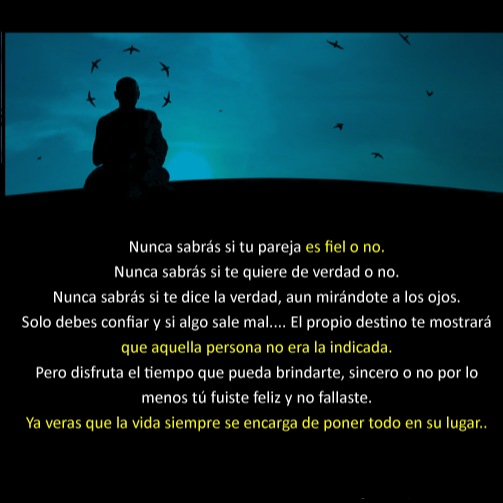 Nunca sabrás si tu pareja es fiel o no.
Nunca sabrás si te quiere de verdad o no.
Nunca sabrás si te dice la verdad, aun mirándote a los ojos.
Solo debes confiar y si algo sale mal.... El propio destino te mostrará
que aquella persona no era la indicada.
Pero disfruta el tiempo que pueda brindarte, sincero o no por lo
menos tú fuiste feliz y no fallaste.
Ya veras que la vida siempre se encarga de poner todo en su lugar..